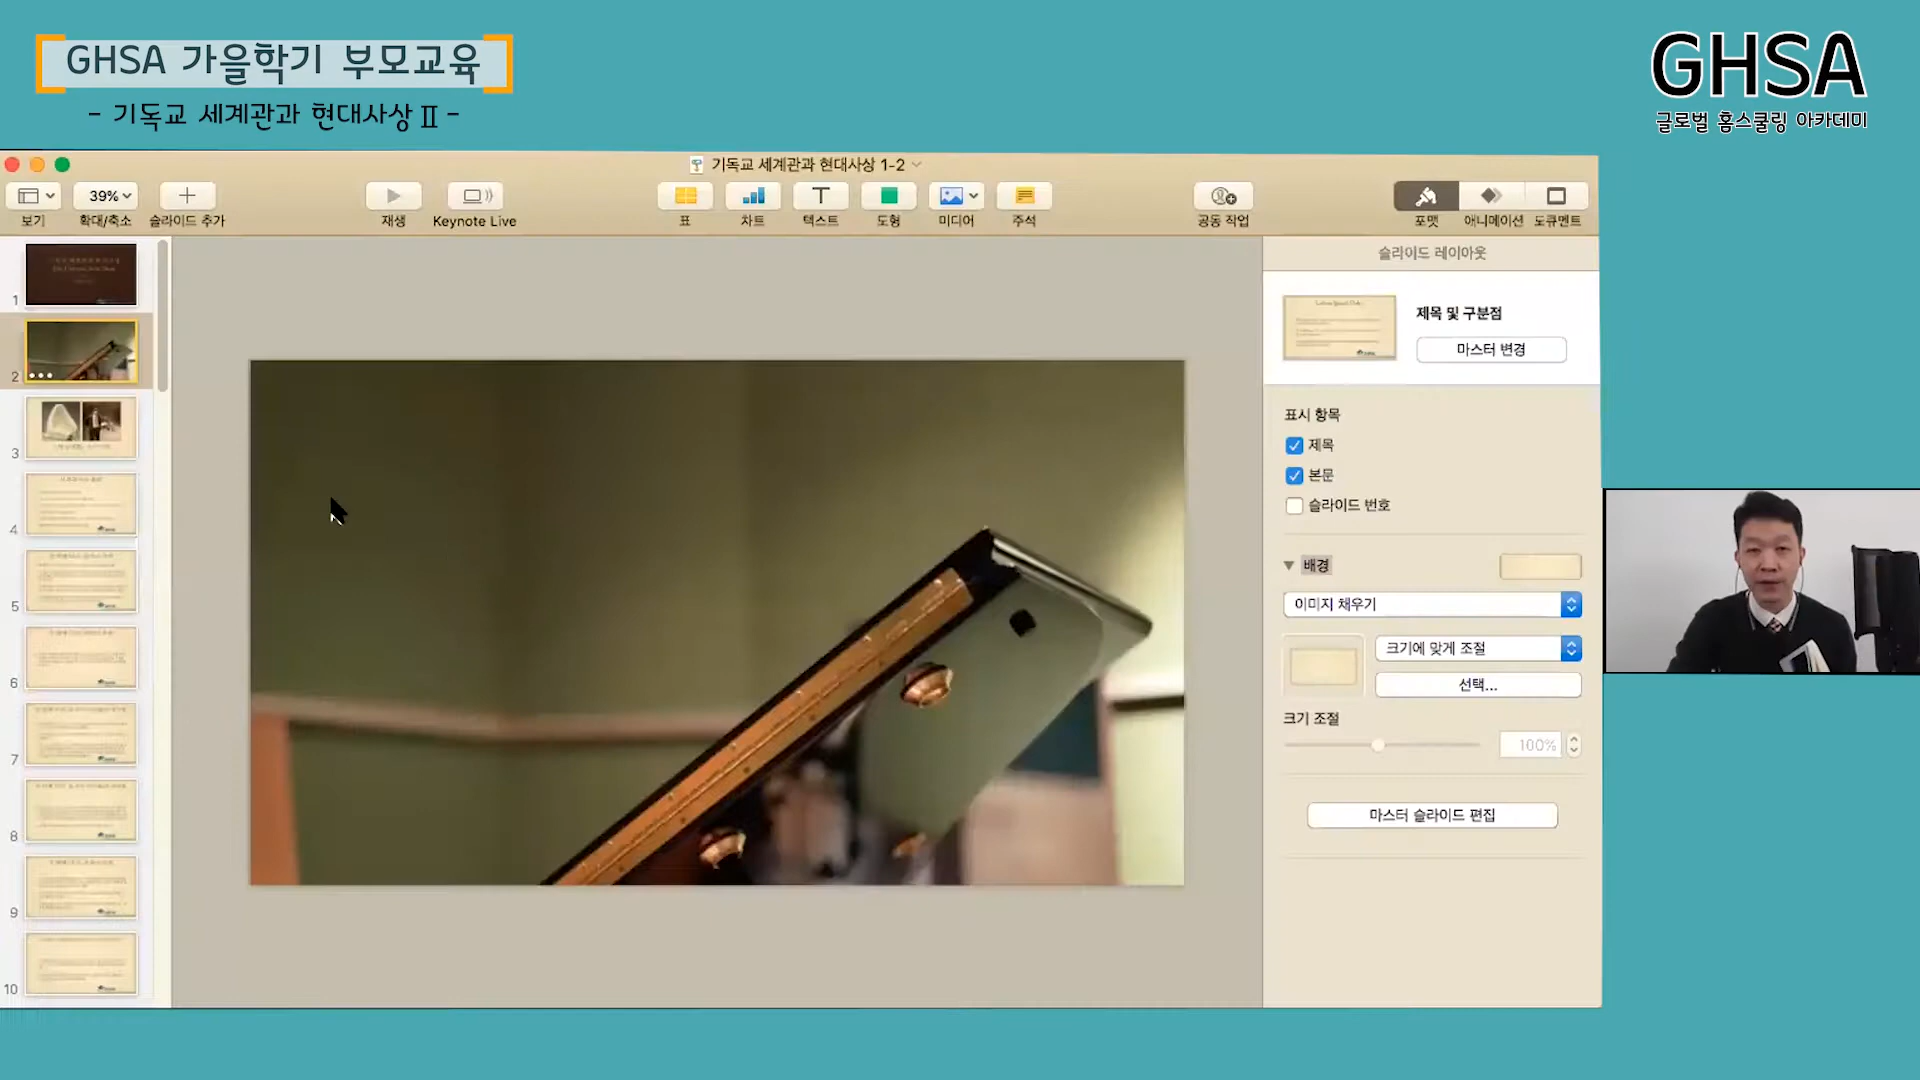 GHSA 가을학기 부모교육
- 기독교 세계관과 현대사상 Ⅱ -
GHSA
글로벌 홈스쿨링 아카데미
기독교 세계관과 현대사상 1-2
39%
보기
확대/축소
슬라이드 추가
재생
Keynote Live
표
차트
텍스트
도형
미디어
주석
공동 작업
포맷
애니메이션
도큐멘트
1
2
3
4
5
6
7
8
9
10
슬라이드 레이아웃
제목 및 구분점
마스터 변경
표시 항목
제목
본문
슬라이드 번호
배경
이미지 채우기
크기에 맞게 조절
선택...
크기 조절
100%
마스터 슬라이드 편집